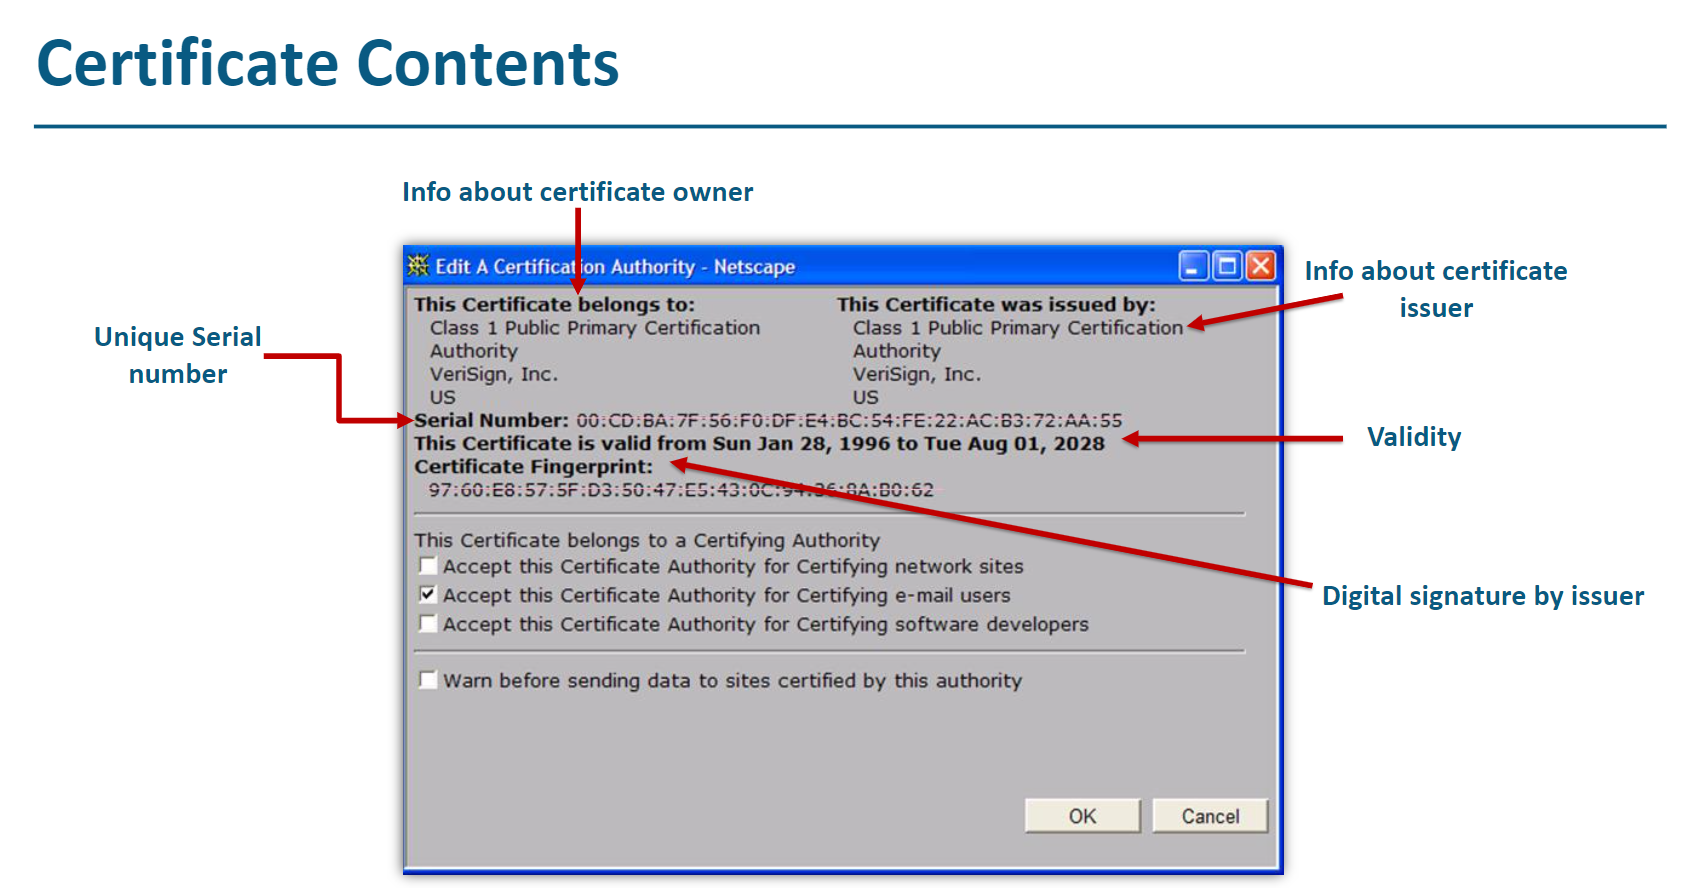 Certificate Contents
Info about certificate owner
Edit A Certification Authority - Netscape
Info about certificate
issuer
This Certificate belongs to:
Class 1 Public Primary Certification
Authority
VeriSign, Inc.
US
This Certificate was issued by:
Class 1 Public Primary Certification
Authority
VeriSign, Inc.
US
Unique Serial
number
Serial Number: 00:CD:BA:7F:56:F0:DF:E4:BC:54:FE:22:AC:B3:72:AA:55
This Certificate is valid from Sun Jan 28, 1996 to Tue Aug 01, 2028
Validity
Certificate Fingerprint:
97:60:E8:57:5F:D3:50:47:E5:43:0C:94:36:8A:B0:62
This Certificate belongs to a Certifying Authority
Accept this Certificate Authority for Certifying network sites
Accept this Certificate Authority for Certifying e-mail users
Digital signature by issuer
Accept this Certificate Authority for Certifying software developers
Warn before sending data to sites certified by this authority
OK
Cancel